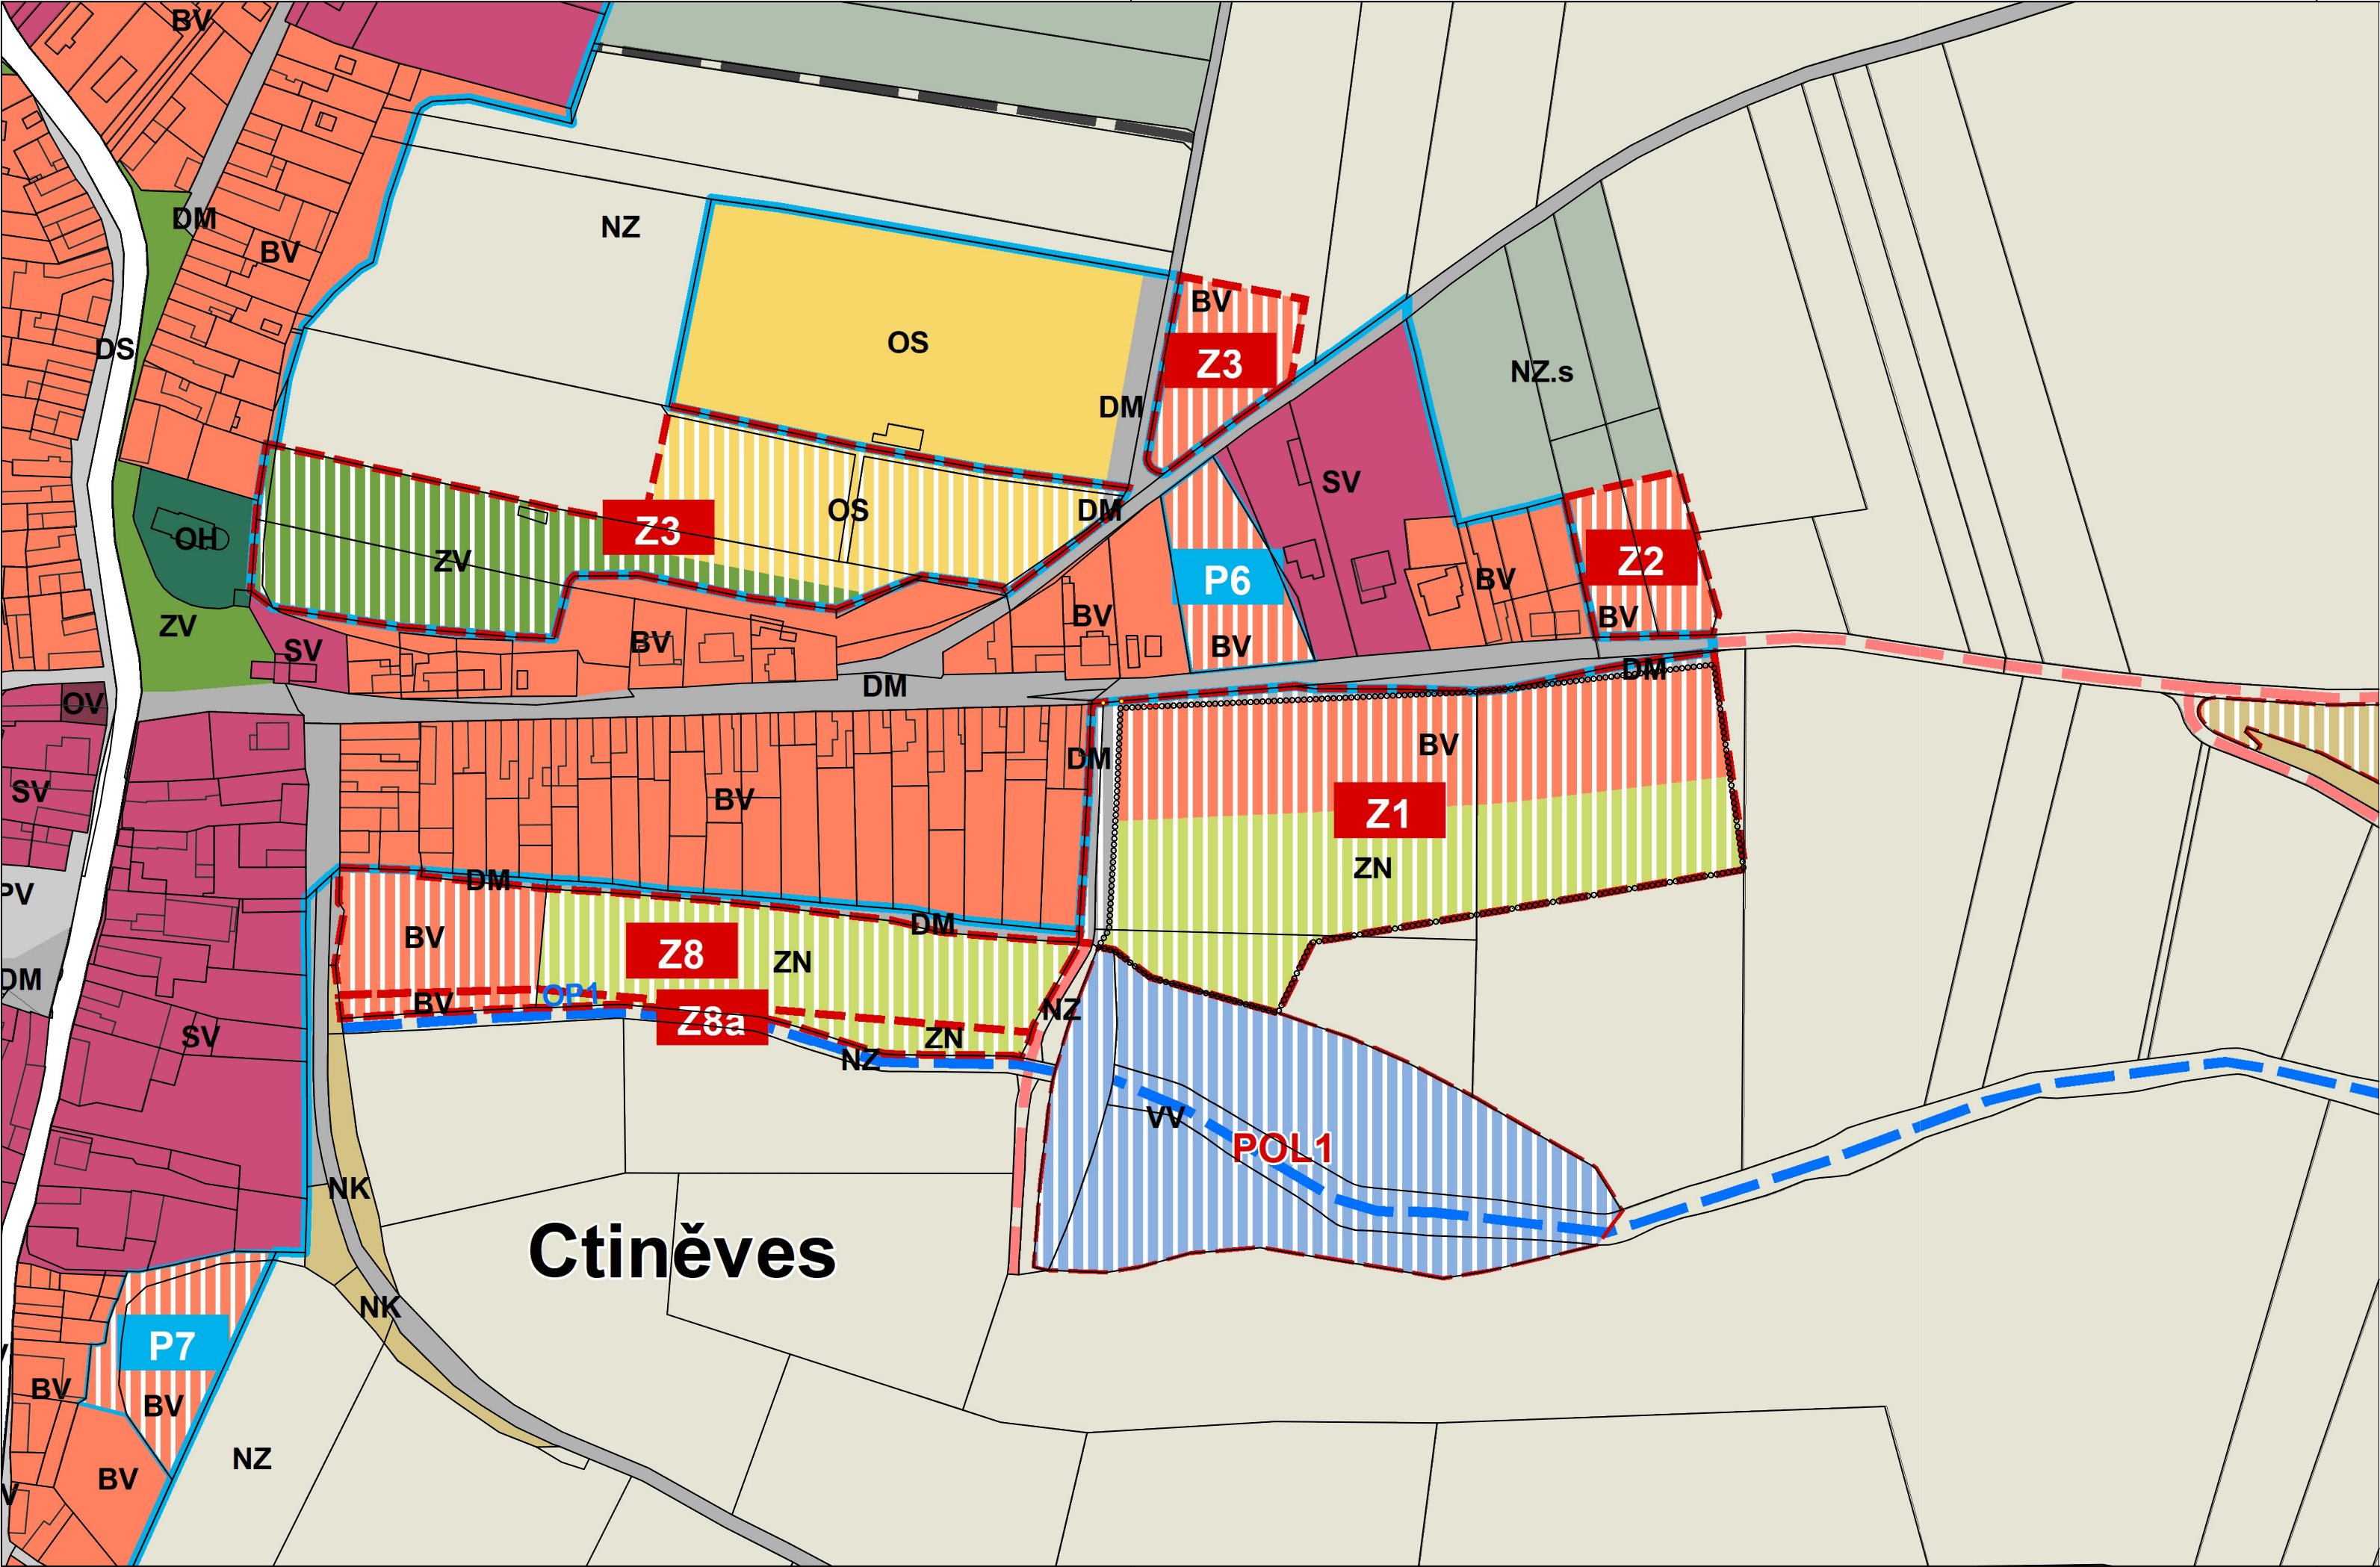 BV
DM
NZ
BV
BV
OS
Z3
DS
NZ.s
DM
SV
OS
DM
Z3
OH
ZV
Z2
P6
BV
BV
BV
ZV
BV
BV
SV
DM
DM
OV
BV
DM
SV
BV
Z1
ZN
DM
PV
DM
BV
Z8
ZN
DM
OP1
BV
NZ
Z8a
SV
ZN
NZ
VV
POL1
NK
Ctiněves
NK
P7
BV
BV
NZ
BV